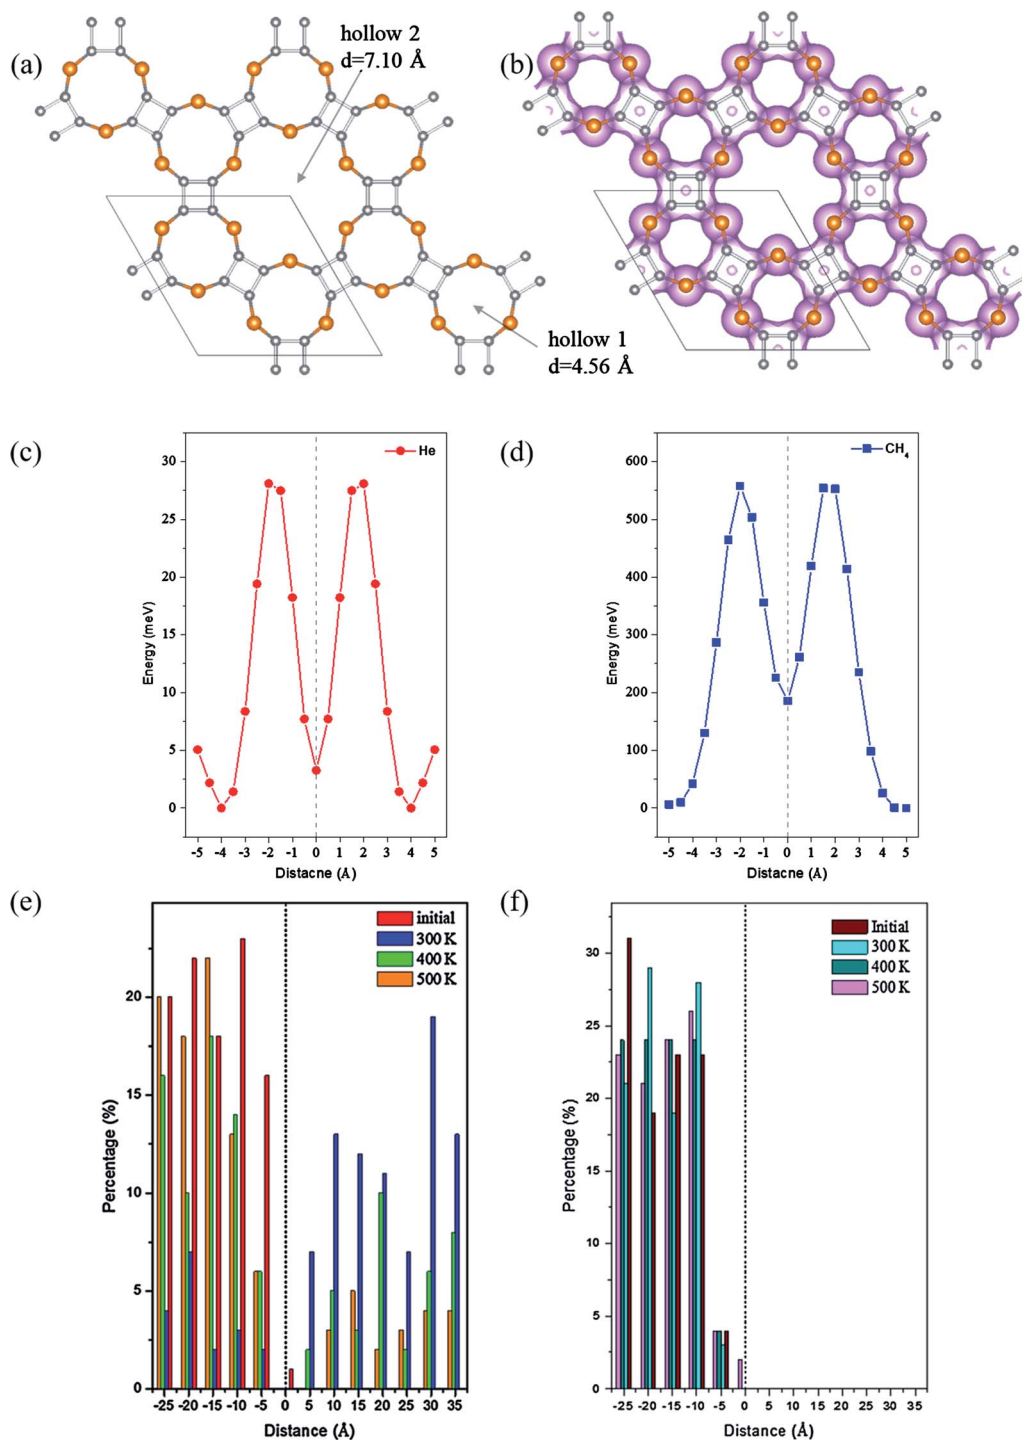 (a)
hollow 2
d=7.10 Å
(b)
hollow 1
d=4.56 Å
(c)
He
30
25
20
15
10
5
0
Energy (meV)
-5 -4 -3 -2 -1 0 1 2 3 4 5
Distacne (Å)
(d)
CH4
600
500
400
300
200
100
0
Energy (meV)
-5 -4 -3 -2 -1 0 1 2 3 4 5
Distacne (Å)
(e)
initial
300 K
400 K
500 K
20
15
10
5
0
Percentage (%)
-25 -20 -15 -10 -5 0 5 10 15 20 25 30 35
Distance (Å)
(f)
Initial
300 K
400 K
500 K
30
25
20
15
10
5
0
Percentage (%)
-25 -20 -15 -10 -5 0 5 10 15 20 25 30 35
Distance (Å)